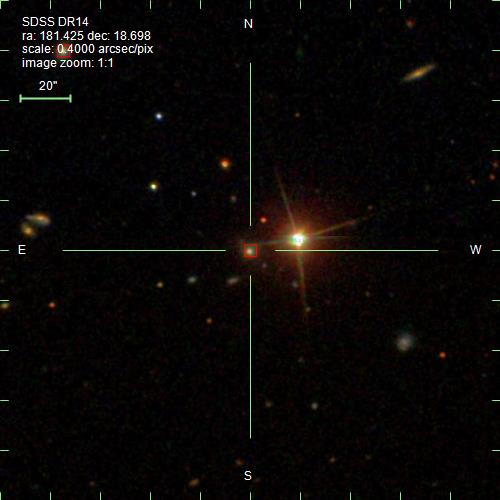 SDSS DR14
ra: 181.425 dec: 18.698
scale: 0.4000 arcsec/pix
image zoom: 1:1
20"
N
E
W
S